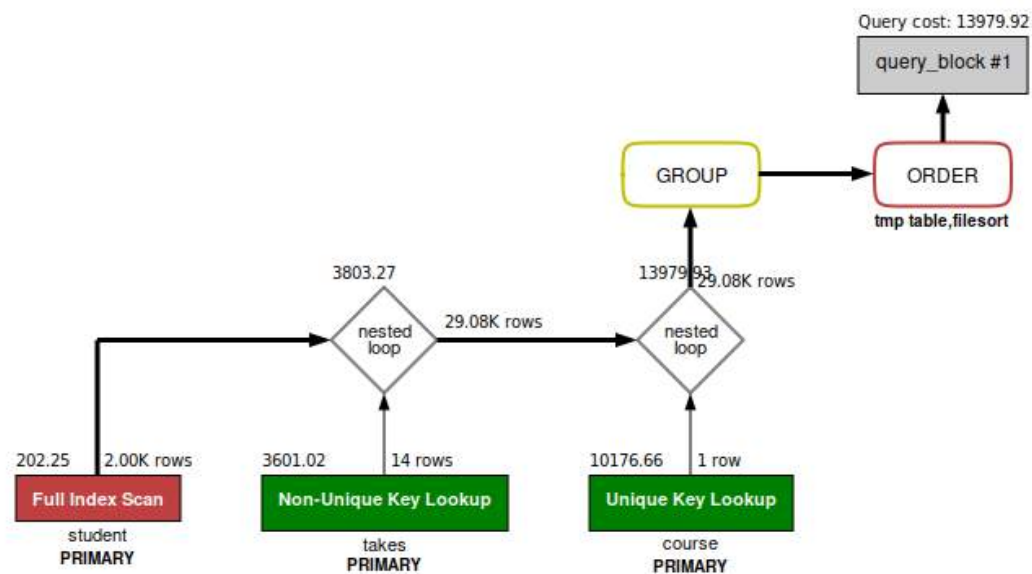 Query cost: 13979.92
query_block #1
GROUP
ORDER
tmp table,filesort
3803.27
13979.93
29.08K rows
nested
loop
29.08K rows
nested
loop
202.25
2.00K rows
3601.02
14 rows
10176.66
1 row
Full Index Scan
Non-Unique Key Lookup
Unique Key Lookup
student
PRIMARY
takes
PRIMARY
course
PRIMARY